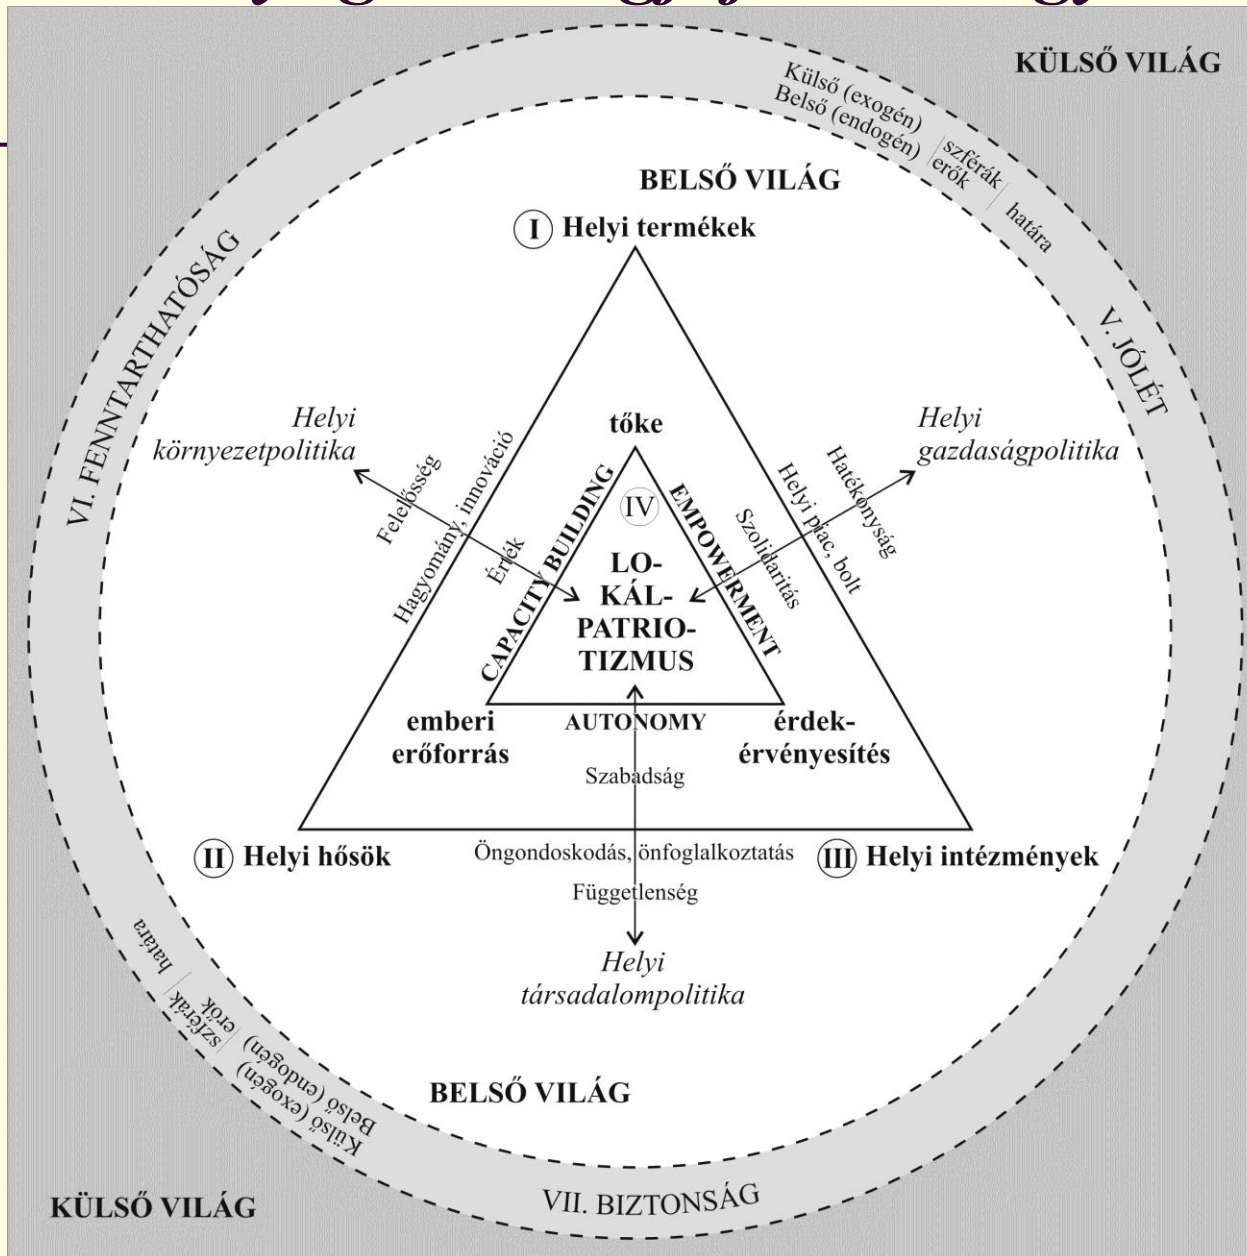 KÜLSŐ VILÁG
Külső (exogén)
Belső (endogén)
szférák
erők
határa
BELSŐ VILÁG
I Helyi termékek
VI. FENNTARTHATÓSÁG
V. JÓLÉT
Helyi
környezetpolitika
Helyi
gazdaságpolitika
tőke
Felelősség
Hagyomány, innováció
Érték
CAPACITY BUILDING
IV
EMPOWERMENT
Szolidaritás
Helyi piac, bolt
Hatékonyság
LO-
KÁL-
PATRIO-
TIZMUS
emberi
erőforrás
AUTONOMY
érdek-
érvényesítés
Szabadság
II Helyi hősök
Öngondoskodás, önfoglalkoztatás
III Helyi intézmények
Függetlenség
Helyi
társadalompolitika
határa
szférák
erők
Belső (endogén)
Külső (exogén)
BELSŐ VILÁG
VII. BIZTONSÁG
KÜLSŐ VILÁG